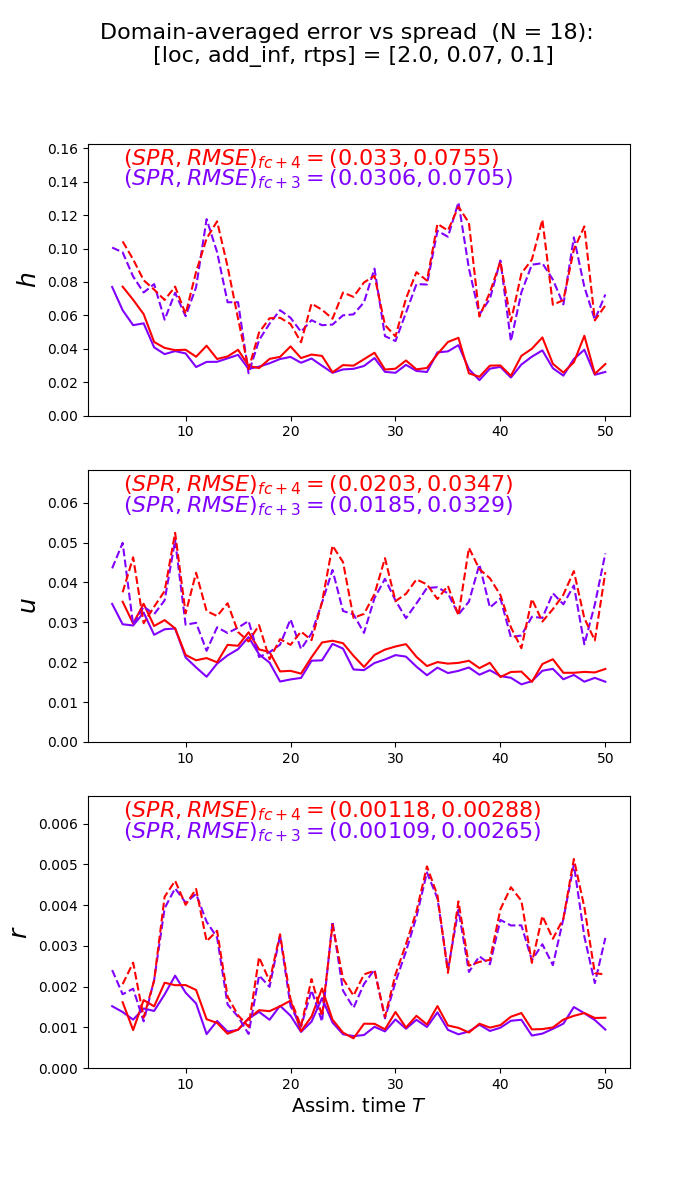 Domain-averaged error vs spread (N = 18):
[loc, add_inf, rtps] = [2.0, 0.07, 0.1]
(SPR, RMSE)fc+4 = (0.033, 0.0755)
(SPR, RMSE)fc+3 = (0.0306, 0.0705)
0.16
0.14
0.12
0.10
0.08
0.06
0.04
0.02
0.00
h
10 20 30 40 50
(SPR, RMSE)fc+4 = (0.0203, 0.0347)
(SPR, RMSE)fc+3 = (0.0185, 0.0329)
0.06
0.05
0.04
0.03
0.02
0.01
0.00
u
10 20 30 40 50
(SPR, RMSE)fc+4 = (0.00118, 0.00288)
(SPR, RMSE)fc+3 = (0.00109, 0.00265)
0.006
0.005
0.004
0.003
0.002
0.001
0.000
r
10 20 30 40 50
Assim. time T